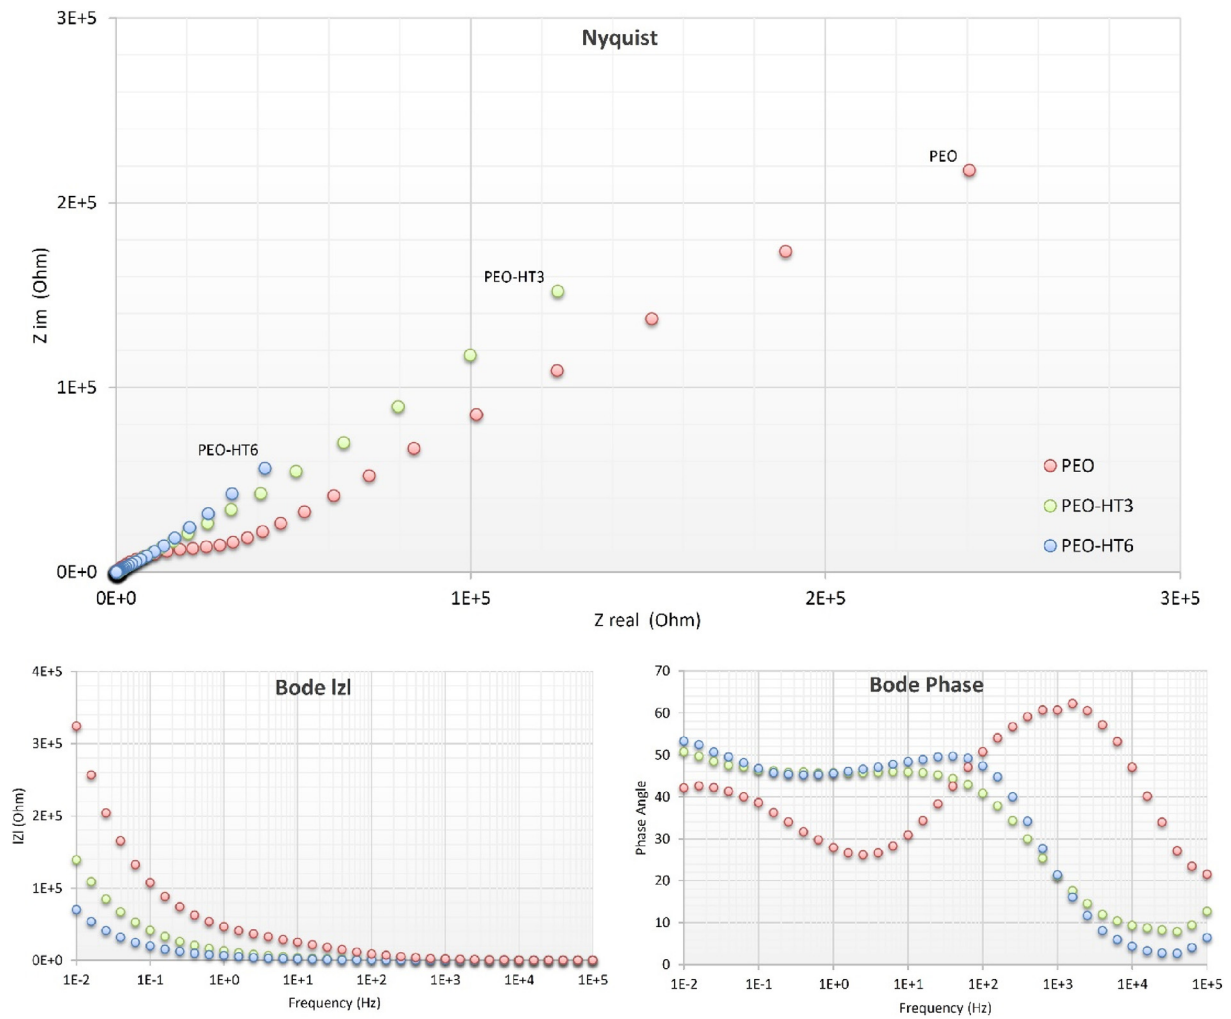 Nyquist
3E+5
2E+5
1E+5
0E+0
Z im (Ohm)
PEO
PEO-HT3
PEO-HT6
PEO
PEO-HT3
PEO-HT6
0E+0 1E+5 2E+5 3E+5
Z real (Ohm)
Bode lzl
4E+5
3E+5
2E+5
1E+5
0E+0
IZI (Ohm)
1E-2 1E-1 1E+0 1E+1 1E+2 1E+3 1E+4 1E+5
Frequency (Hz)
Bode Phase
70
60
50
40
30
20
10
0
Phase Angle
1E-2 1E-1 1E+0 1E+1 1E+2 1E+3 1E+4 1E+5
Frequency (Hz)